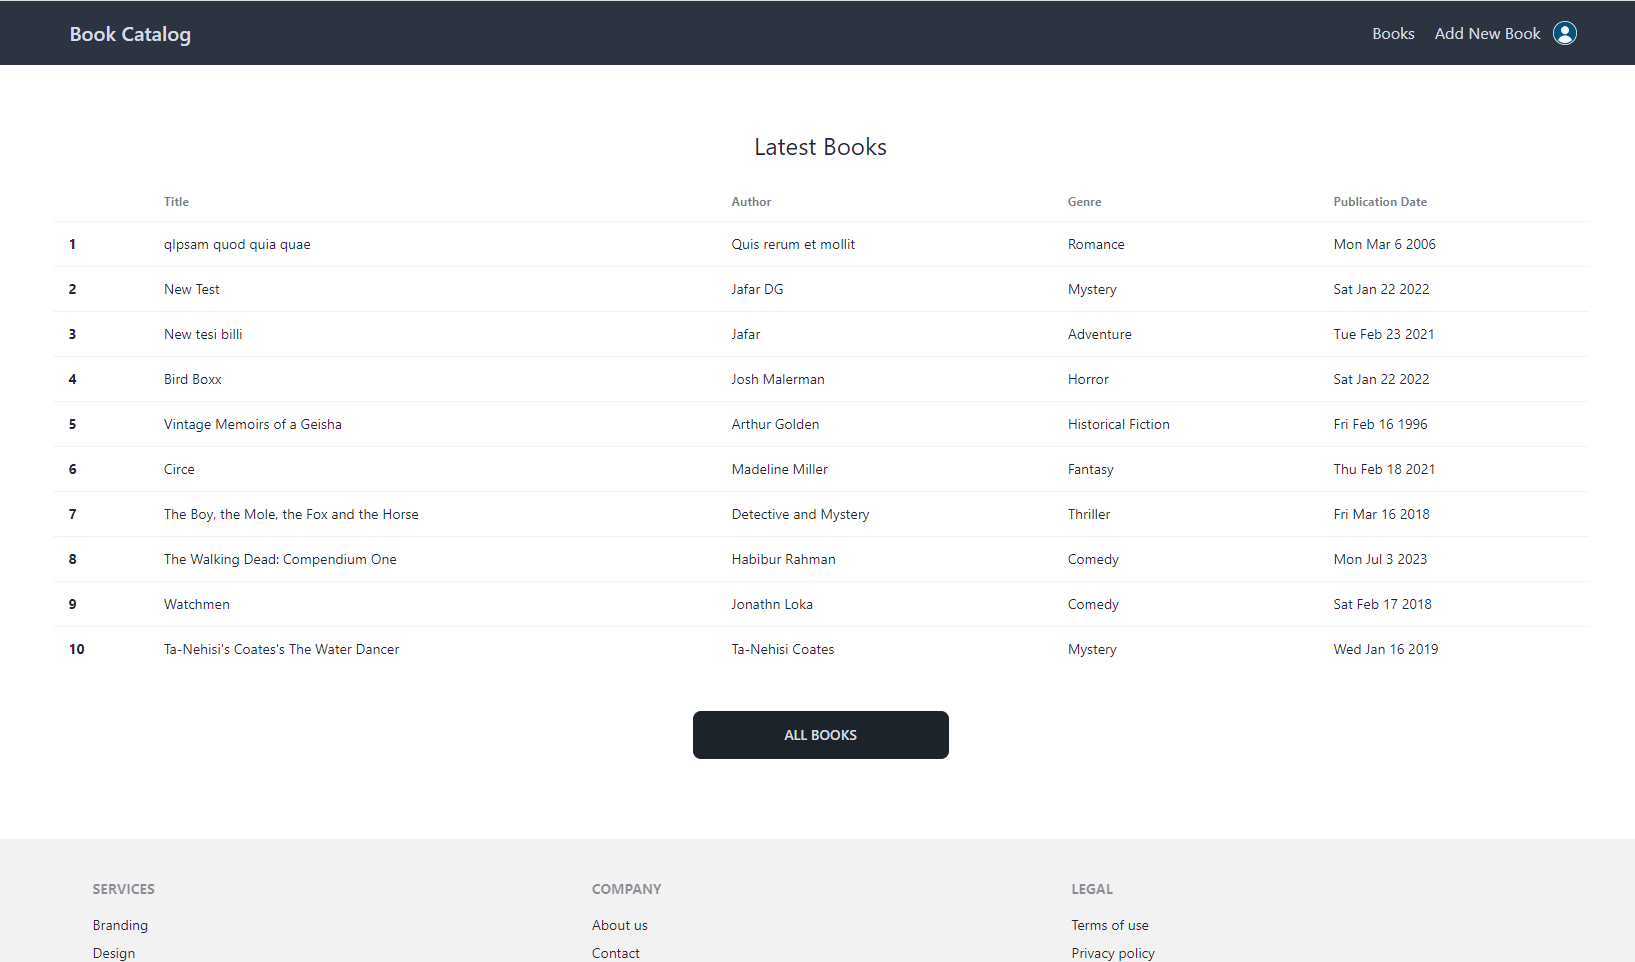 Book Catalog Books Add New Book
Latest Books
Title Author Genre Publication Date
1 qIpsam quod quia quae Quis rerum et mollit Romance Mon Mar 6 2006
2 New Test Jafar DG Mystery Sat Jan 22 2022
3 New tesi billi Jafar Adventure Tue Feb 23 2021
4 Bird Boxx Josh Malerman Horror Sat Jan 22 2022
5 Vintage Memoirs of a Geisha Arthur Golden Historical Fiction Fri Feb 16 1996
6 Circe Madeline Miller Fantasy Thu Feb 18 2021
7 The Boy, the Mole, the Fox and the Horse Detective and Mystery Thriller Fri Mar 16 2018
8 The Walking Dead: Compendium One Habibur Rahman Comedy Mon Jul 3 2023
9 Watchmen Jonathn Loka Comedy Sat Feb 17 2018
10 Ta-Nehisi's Coates's The Water Dancer Ta-Nehisi Coates Mystery Wed Jan 16 2019
ALL BOOKS
SERVICES COMPANY LEGAL
Branding About us Terms of use
Design Contact Privacy policy